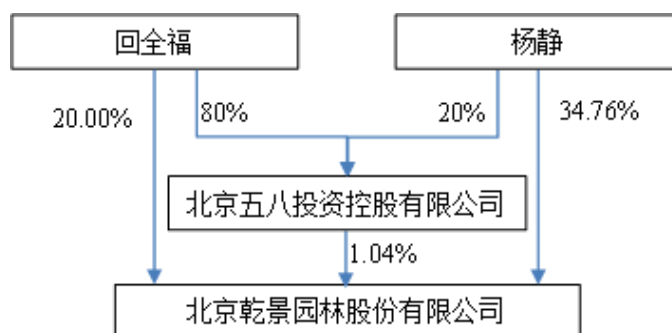 回全福
杨静
20.00%
80%
20%
34.76%
北京五八投资控股有限公司
1.04%
北京乾景园林股份有限公司